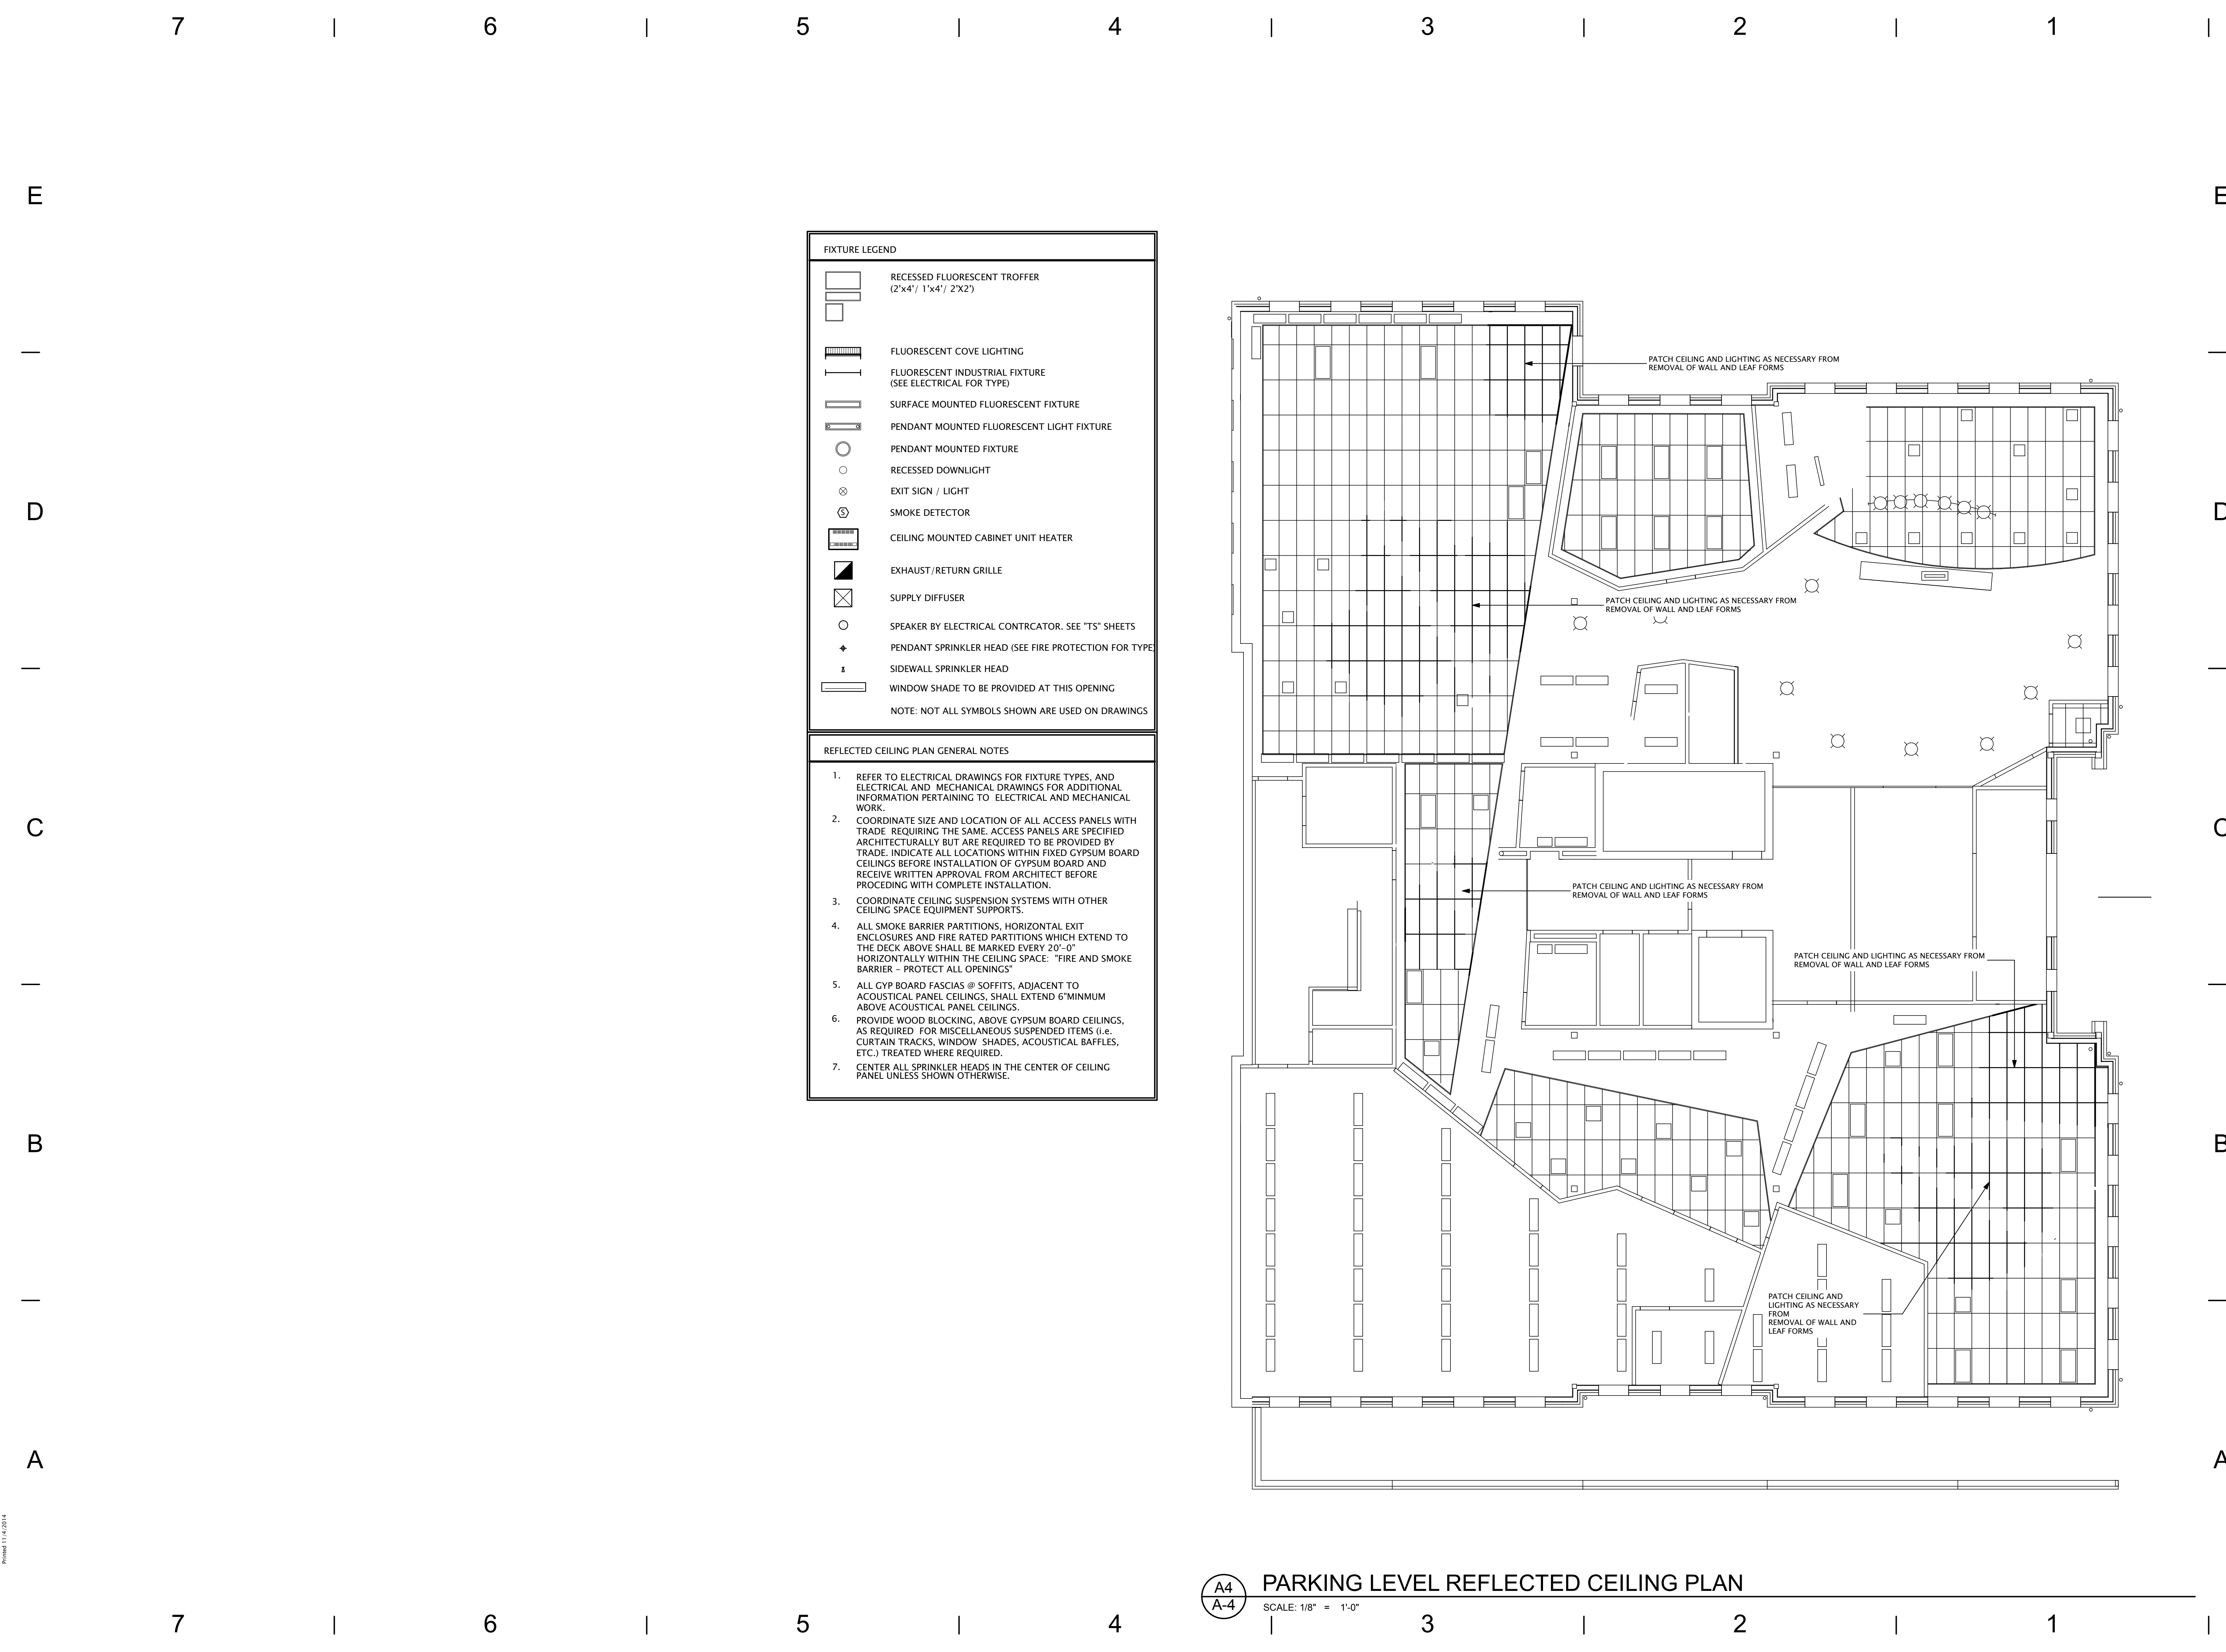 7 6 5 4 3 2 1
E E
FIXTURE LEGEND
RECESSED FLUORESCENT TROFFER
(2'x4'/ 1'x4'/ 2'X2')
FLUORESCENT COVE LIGHTING
FLUORESCENT INDUSTRIAL FIXTURE
(SEE ELECTRICAL FOR TYPE)
SURFACE MOUNTED FLUORESCENT FIXTURE
PENDANT MOUNTED FLUORESCENT LIGHT FIXTURE
PENDANT MOUNTED FIXTURE
RECESSED DOWNLIGHT
EXIT SIGN / LIGHT
S SMOKE DETECTOR
CEILING MOUNTED CABINET UNIT HEATER
EXHAUST/RETURN GRILLE
SUPPLY DIFFUSER
SPEAKER BY ELECTRICAL CONTRCATOR. SEE "TS" SHEETS
PENDANT SPRINKLER HEAD (SEE FIRE PROTECTION FOR TYPE)
SIDEWALL SPRINKLER HEAD
WINDOW SHADE TO BE PROVIDED AT THIS OPENING
NOTE: NOT ALL SYMBOLS SHOWN ARE USED ON DRAWINGS
REFLECTED CEILING PLAN GENERAL NOTES
1. REFER TO ELECTRICAL DRAWINGS FOR FIXTURE TYPES, AND
ELECTRICAL AND MECHANICAL DRAWINGS FOR ADDITIONAL
INFORMATION PERTAINING TO ELECTRICAL AND MECHANICAL
WORK.
2. COORDINATE SIZE AND LOCATION OF ALL ACCESS PANELS WITH
TRADE REQUIRING THE SAME. ACCESS PANELS ARE SPECIFIED
ARCHITECTURALLY BUT ARE REQUIRED TO BE PROVIDED BY
TRADE. INDICATE ALL LOCATIONS WITHIN FIXED GYPSUM BOARD
CEILINGS BEFORE INSTALLATION OF GYPSUM BOARD AND
RECEIVE WRITTEN APPROVAL FROM ARCHITECT BEFORE
PROCEDING WITH COMPLETE INSTALLATION.
3. COORDINATE CEILING SUSPENSION SYSTEMS WITH OTHER
CEILING SPACE EQUIPMENT SUPPORTS.
4. ALL SMOKE BARRIER PARTITIONS, HORIZONTAL EXIT
ENCLOSURES AND FIRE RATED PARTITIONS WHICH EXTEND TO
THE DECK ABOVE SHALL BE MARKED EVERY 20'-0"
HORIZONTALLY WITHIN THE CEILING SPACE: "FIRE AND SMOKE
BARRIER - PROTECT ALL OPENINGS"
5. ALL GYP BOARD FASCIAS @ SOFFITS, ADJACENT TO
ACOUSTICAL PANEL CEILINGS, SHALL EXTEND 6"MINMUM
ABOVE ACOUSTICAL PANEL CEILINGS.
6. PROVIDE WOOD BLOCKING, ABOVE GYPSUM BOARD CEILINGS,
AS REQUIRED FOR MISCELLANEOUS SUSPENDED ITEMS (i.e.
CURTAIN TRACKS, WINDOW SHADES, ACOUSTICAL BAFFLES,
ETC.) TREATED WHERE REQUIRED.
7. CENTER ALL SPRINKLER HEADS IN THE CENTER OF CEILING
PANEL UNLESS SHOWN OTHERWISE.
PATCH CEILING AND LIGHTING AS NECESSARY FROM
REMOVAL OF WALL AND LEAF FORMS
D D
PATCH CEILING AND LIGHTING AS NECESSARY FROM
REMOVAL OF WALL AND LEAF FORMS
C C
PATCH CEILING AND LIGHTING AS NECESSARY FROM
REMOVAL OF WALL AND LEAF FORMS
PATCH CEILING AND LIGHTING AS NECESSARY FROM
REMOVAL OF WALL AND LEAF FORMS
B B
PATCH CEILING AND
LIGHTING AS NECESSARY
FROM
REMOVAL OF WALL AND
LEAF FORMS
A A
Printed 11/4/2014
A4
A-4
PARKING LEVEL REFLECTED CEILING PLAN
SCALE: 1/8" = 1'-0"
7 6 5 4 3 2 1